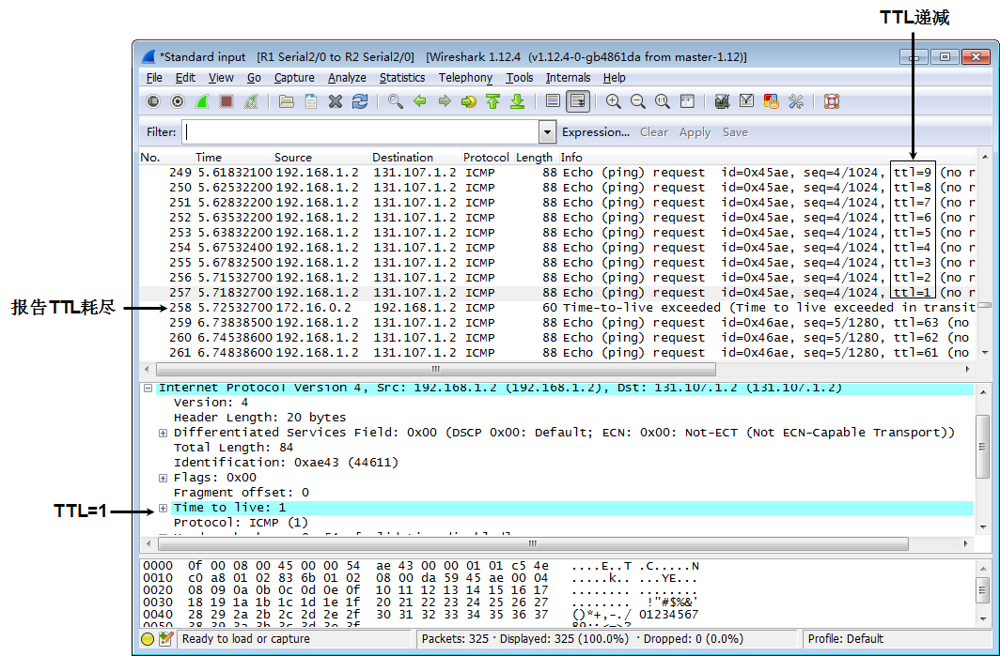 TTL递减
*Standard input [R1 Serial2/0 to R2 Serial2/0] [Wireshark 1.12.4 (v1.12.4-0-gb4861da from master-1.12)]
File Edit View Go Capture Analyze Statistics Telephony Tools Internals Help
Filter: Expression... Clear Apply Save
No. Time Source Destination Protocol Length Info
249 5.61832100 192.168.1.2 131.107.1.2 ICMP 88 Echo (ping) request id=0x45ae, seq=4/1024, ttl=9 (no r
250 5.62532200 192.168.1.2 131.107.1.2 ICMP 88 Echo (ping) request id=0x45ae, seq=4/1024, ttl=8 (no r
251 5.62832200 192.168.1.2 131.107.1.2 ICMP 88 Echo (ping) request id=0x45ae, seq=4/1024, ttl=7 (no r
252 5.63532200 192.168.1.2 131.107.1.2 ICMP 88 Echo (ping) request id=0x45ae, seq=4/1024, ttl=6 (no r
253 5.63832200 192.168.1.2 131.107.1.2 ICMP 88 Echo (ping) request id=0x45ae, seq=4/1024, ttl=5 (no r
254 5.67532400 192.168.1.2 131.107.1.2 ICMP 88 Echo (ping) request id=0x45ae, seq=4/1024, ttl=4 (no r
255 5.67832500 192.168.1.2 131.107.1.2 ICMP 88 Echo (ping) request id=0x45ae, seq=4/1024, ttl=3 (no r
256 5.71532700 192.168.1.2 131.107.1.2 ICMP 88 Echo (ping) request id=0x45ae, seq=4/1024, ttl=2 (no r
257 5.71832700 192.168.1.2 131.107.1.2 ICMP 88 Echo (ping) request id=0x45ae, seq=4/1024, ttl=1 (no r
报告TTL耗尽
258 5.72532700 172.16.0.2 192.168.1.2 ICMP 60 Time-to-live exceeded (Time to live exceeded in transit
259 6.73838500 192.168.1.2 131.107.1.2 ICMP 88 Echo (ping) request id=0x46ae, seq=5/1280, ttl=63 (no
260 6.74538600 192.168.1.2 131.107.1.2 ICMP 88 Echo (ping) request id=0x46ae, seq=5/1280, ttl=62 (no
261 6.74838600 192.168.1.2 131.107.1.2 ICMP 88 Echo (ping) request id=0x46ae, seq=5/1280, ttl=61 (no
Internet Protocol Version 4, Src: 192.168.1.2 (192.168.1.2), Dst: 131.107.1.2 (131.107.1.2)
Version: 4
Header Length: 20 bytes
Differentiated Services Field: 0x00 (DSCP 0x00: Default; ECN: 0x00: Not-ECT (Not ECN-Capable Transport))
Total Length: 84
Identification: 0xae43 (44611)
Flags: 0x00
Fragment offset: 0
TTL=1
Time to live: 1
Protocol: ICMP (1)
0000 0f 00 08 00 45 00 00 54 ae 43 00 00 01 01 c5 4e ....E..T .C.....N
0010 c0 a8 01 02 83 6b 01 02 08 00 da 59 45 ae 00 04 .....k.. ...YE...
0020 08 09 0a 0b 0c 0d 0e 0f 10 11 12 13 14 15 16 17 ........ ........
0030 18 19 1a 1b 1c 1d 1e 1f 20 21 22 23 24 25 26 27 ........ !"#$%&'
0040 28 29 2a 2b 2c 2d 2e 2f 30 31 32 33 34 35 36 37 ()*+,-./ 01234567
0050 38 39 3a 3b 3c 3d 3e 3f 89:;<=>?
Ready to load or capture Packets: 325 · Displayed: 325 (100.0%) · Dropped: 0 (0.0%) Profile: Default